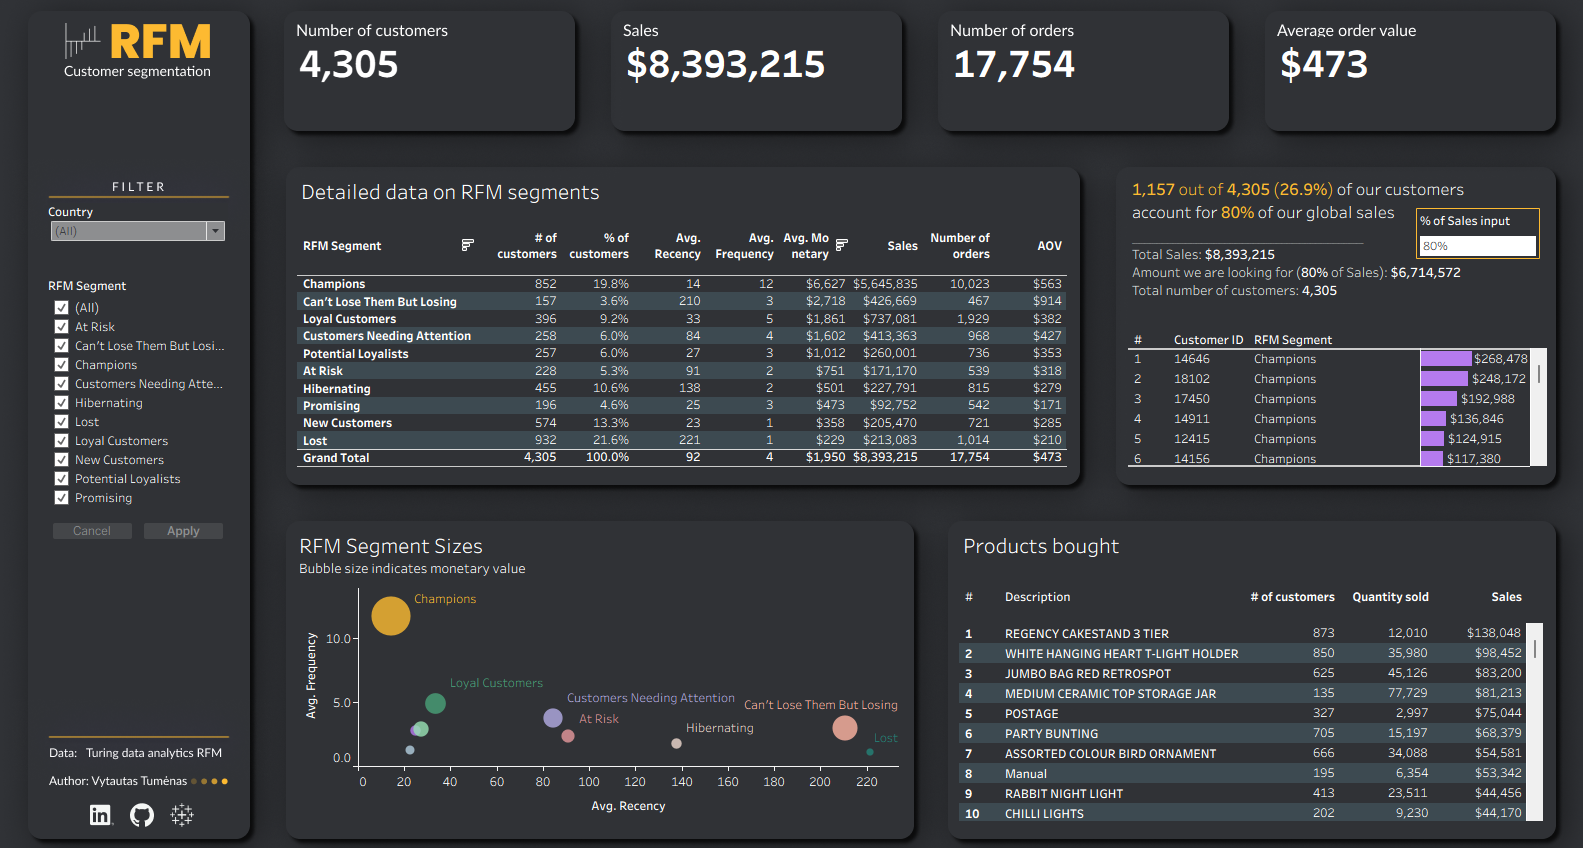 RFM
Customer segmentation
FILTER
Country
(All)
RFM Segment
(All)
At Risk
Can't Lose Them But Losi...
Champions
Customers Needing Atte...
Hibernating
Lost
Loyal Customers
New Customers
Potential Loyalists
Promising
Cancel Apply
Data: Turing data analytics RFM
Author: Vytautas Tumėnas
in
Number of customers
4,305
Sales
$8,393,215
Number of orders
17,754
Average order value
$473
Detailed data on RFM segments
RFM Segment # of customers % of customers Avg. Recency Avg. Frequency Avg. Mo netary Sales Number of orders AOV
Champions 852 19.8% 14 12 $6,627 $5,645,835 10,023 $563
Can't Lose Them But Losing 157 3.6% 210 3 $2,718 $426,669 467 $914
Loyal Customers 396 9.2% 33 5 $1,861 $737,081 1,929 $382
Customers Needing Attention 258 6.0% 84 4 $1,602 $413,363 968 $427
Potential Loyalists 257 6.0% 27 3 $1,012 $260,001 736 $353
At Risk 228 5.3% 91 2 $751 $171,170 539 $318
Hibernating 455 10.6% 138 2 $501 $227,791 815 $279
Promising 196 4.6% 25 3 $473 $92,752 542 $171
New Customers 574 13.3% 23 1 $358 $205,470 721 $285
Lost 932 21.6% 221 1 $229 $213,083 1,014 $210
Grand Total 4,305 100.0% 92 4 $1,950 $8,393,215 17,754 $473
1,157 out of 4,305 (26.9%) of our customers
account for 80% of our global sales
% of Sales input
80%
Total Sales: $8,393,215
Amount we are looking for (80% of Sales): $6,714,572
Total number of customers: 4,305
# Customer ID RFM Segment
1 14646 Champions $268,478
2 18102 Champions $248,172
3 17450 Champions $192,988
4 14911 Champions $136,846
5 12415 Champions $124,915
6 14156 Champions $117,380
RFM Segment Sizes
Bubble size indicates monetary value
Avg. Frequency
10.0
5.0
0.0
Champions
Loyal Customers
Customers Needing Attention
At Risk
Hibernating
Can't Lose Them But Losing
Lost
0 20 40 60 80 100 120 140 160 180 200 220
Avg. Recency
Products bought
# Description # of customers Quantity sold Sales
1 REGENCY CAKESTAND 3 TIER 873 12,010 $138,048
2 WHITE HANGING HEART T-LIGHT HOLDER 850 35,980 $98,452
3 JUMBO BAG RED RETROSPOT 625 45,126 $83,200
4 MEDIUM CERAMIC TOP STORAGE JAR 135 77,729 $81,213
5 POSTAGE 327 2,997 $75,044
6 PARTY BUNTING 705 15,197 $68,379
7 ASSORTED COLOUR BIRD ORNAMENT 666 34,088 $54,581
8 Manual 195 6,354 $53,342
9 RABBIT NIGHT LIGHT 413 23,511 $44,456
10 CHILLI LIGHTS 202 9,230 $44,170